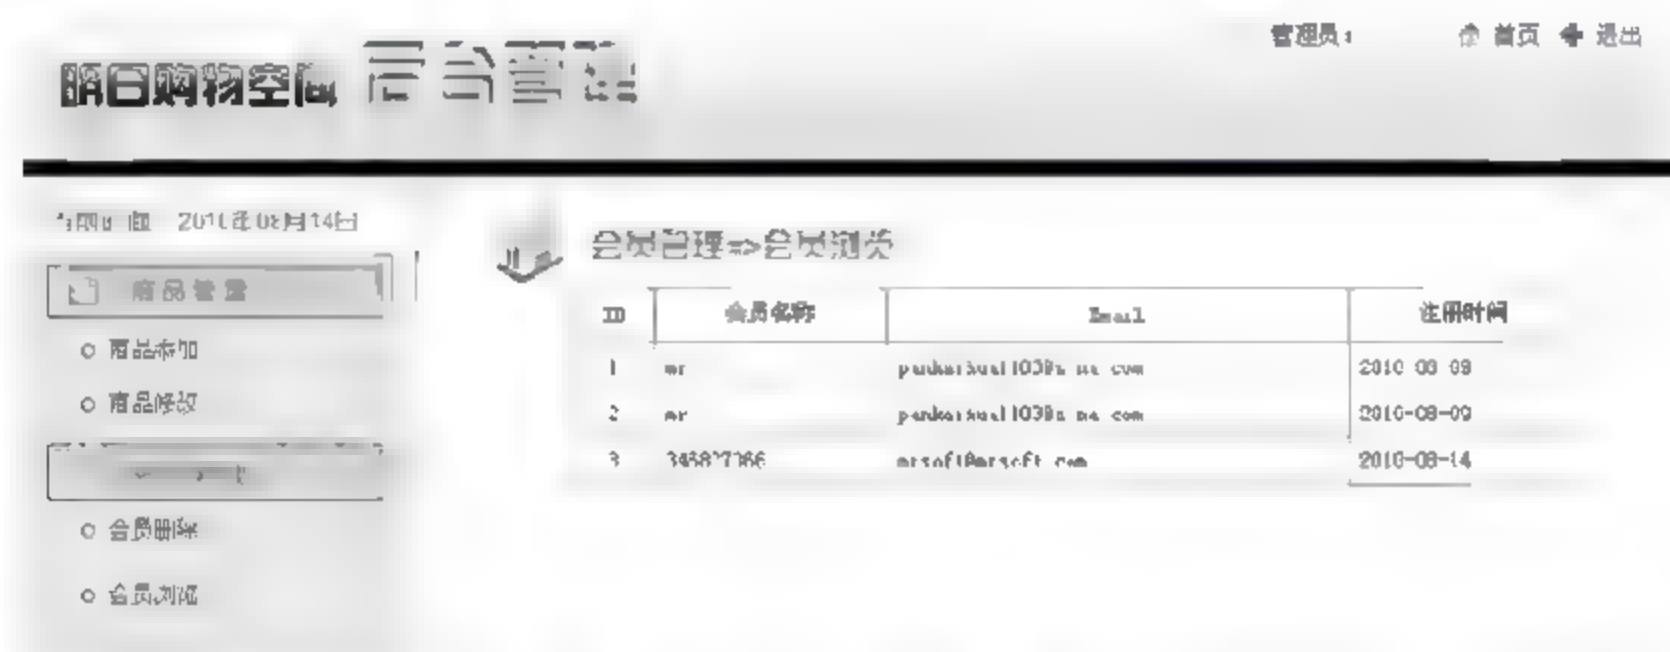 明日购物空间 后台管理
管理员： 首页 退出
2010年08月14日
会员管理=>会员浏览
商品管理
ID 会员名称 Email 注册时间
1 mr 2010-08-09
2 mr 2010-08-09
3 2010-08-14
商品添加
商品修改
会员删除
会员浏览